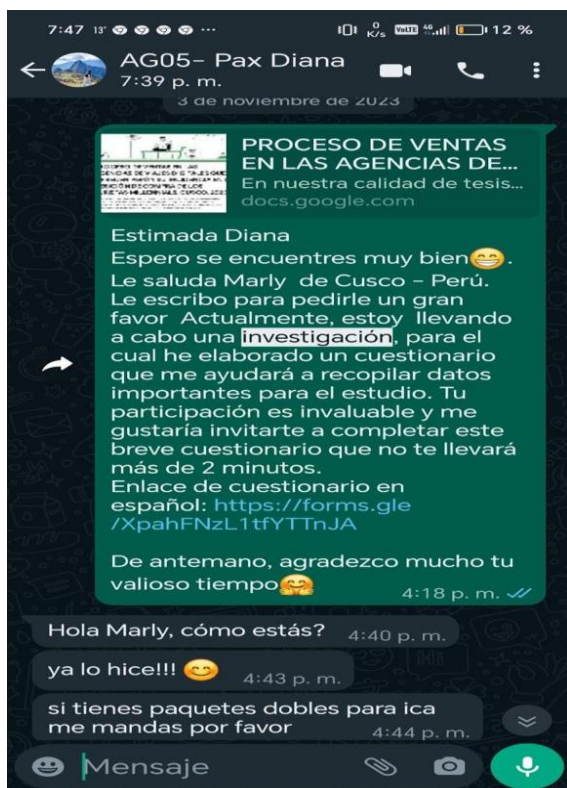 7:47
0 K/s VoLTE 4G 12 %
AG05– Pax Diana
7:39 p. m.
3 de noviembre de 2023
PROCESO DE VENTAS
EN LAS AGENCIAS DE...
En nuestra calidad de tesis...
docs.google.com
Estimada Diana
Espero se encuentres muy bien😁.
Le saluda Marly de Cusco – Perú.
Le escribo para pedirle un gran
favor Actualmente, estoy llevando
a cabo una investigación, para el
cual he elaborado un cuestionario
que me ayudará a recopilar datos
importantes para el estudio. Tu
participación es invaluable y me
gustaría invitarte a completar este
breve cuestionario que no te llevará
más de 2 minutos.
Enlace de cuestionario en
español: https://forms.gle
/XpahFNzL1tfYTTnJA
De antemano, agradezco mucho tu
valioso tiempo🤗
4:18 p. m.
Hola Marly, cómo estás? 4:40 p. m.
ya lo hice!!! 😊 4:43 p. m.
si tienes paquetes dobles para ica
me mandas por favor 4:44 p. m.
Mensaje